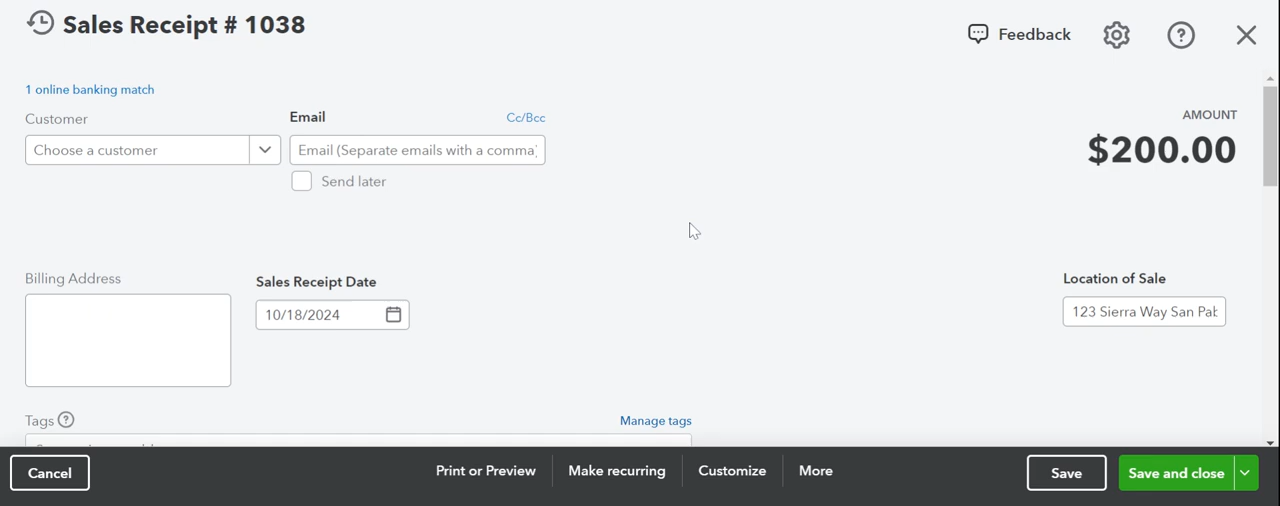 Sales Receipt # 1038
Feedback
1 online banking match
Customer
Email
Cc/Bcc
AMOUNT
Choose a customer
Email (Separate emails with a comma)
$200.00
Send later
Billing Address
Sales Receipt Date
Location of Sale
10/18/2024
123 Sierra Way San Pab
Tags
Manage tags
Cancel
Print or Preview
Make recurring
Customize
More
Save
Save and close